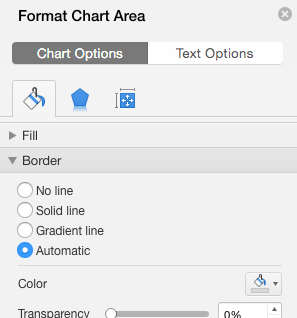 Format Chart Area
Chart Options Text Options
Fill
Border
No line
Solid line
Gradient line
Automatic
Color
Transparency 0%